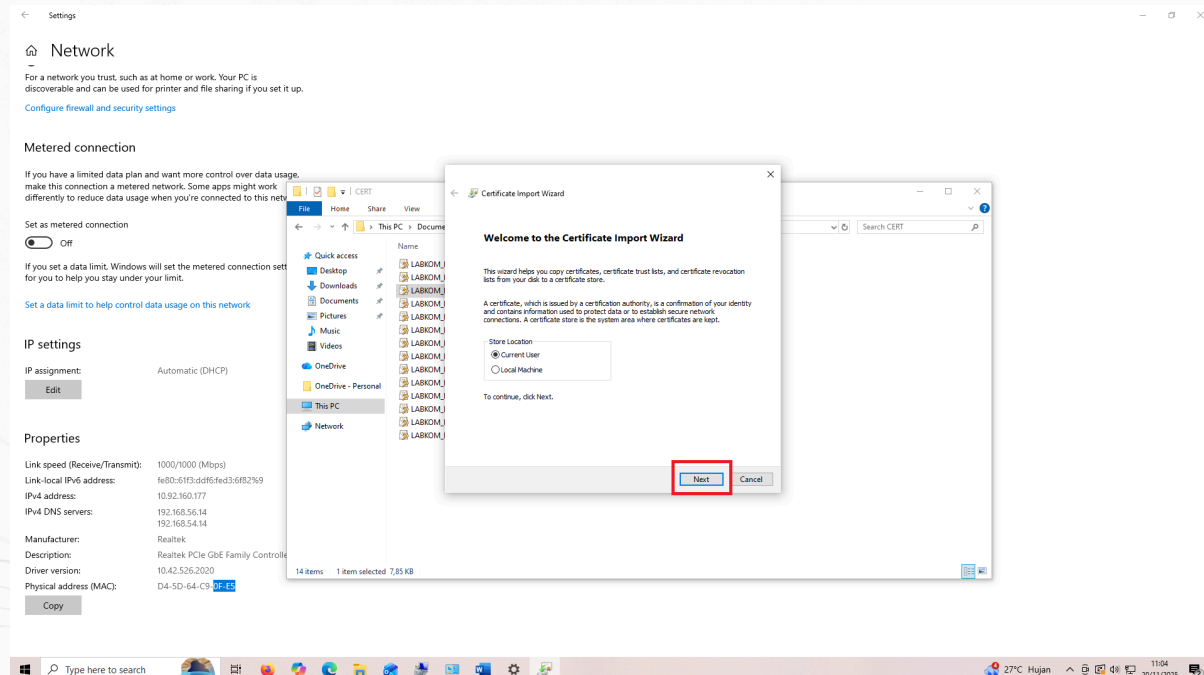 Settings
Network
For a network you trust, such as at home or work. Your PC is
discoverable and can be used for printer and file sharing if you set it up.
Configure firewall and security settings
Metered connection
If you have a limited data plan and want more control over data usage,
make this connection a metered network. Some apps might work
differently to reduce data usage when you're connected to this netw
Set as metered connection
Off
If you set a data limit, Windows will set the metered connection sett
for you to help you stay under your limit.
Set a data limit to help control data usage on this network
IP settings
IP assignment: Automatic (DHCP)
Edit
Properties
Link speed (Receive/Transmit): 1000/1000 (Mbps)
Link-local IPv6 address: fe80::61f3:ddf6:fed3:6f82%9
IPv4 address: 10.92.160.177
IPv4 DNS servers: 192.168.56.14
192.168.54.14
Manufacturer: Realtek
Description: Realtek PCIe GbE Family Controlle
Driver version: 10.42.526.2020
Physical address (MAC): D4-5D-64-C9-0F-E5
Copy
CERT
File Home Share View
This PC > Docume
Search CERT
Name
Quick access
Desktop
Downloads
Documents
Pictures
Music
Videos
OneDrive
OneDrive - Personal
This PC
Network
LABKOM_
LABKOM_
LABKOM_
LABKOM_
LABKOM_
LABKOM_
LABKOM_
LABKOM_
LABKOM_
LABKOM_
LABKOM_
LABKOM_
LABKOM_
LABKOM_
14 items 1 item selected 7,85 KB
Certificate Import Wizard
Welcome to the Certificate Import Wizard
This wizard helps you copy certificates, certificate trust lists, and certificate revocation
lists from your disk to a certificate store.
A certificate, which is issued by a certification authority, is a confirmation of your identity
and contains information used to protect data or to establish secure network
connections. A certificate store is the system area where certificates are kept.
Store Location
Current User
Local Machine
To continue, click Next.
Next Cancel
Type here to search
27°C Hujan
11:04
20/11/2025